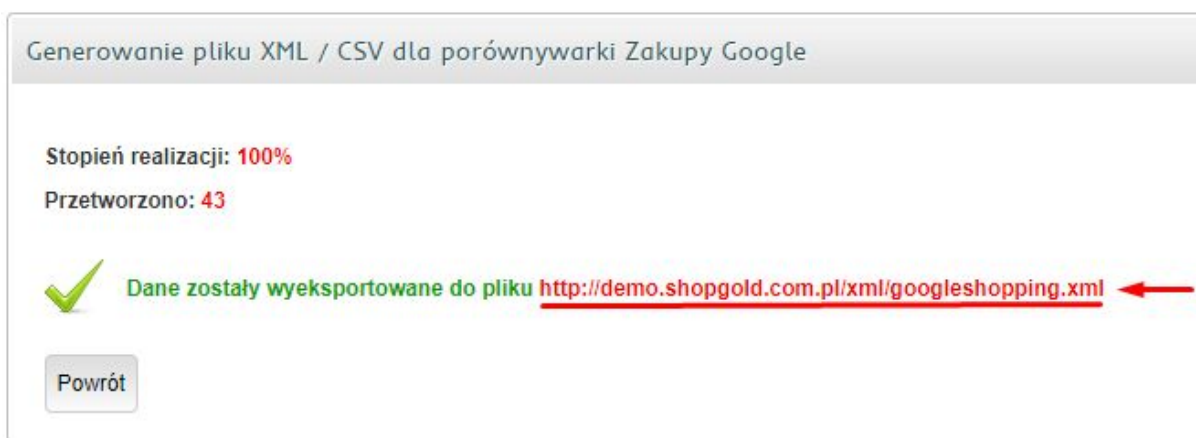 Generowanie pliku XML / CSV dla porównywarki Zakupy Google
Stopień realizacji: 100%
Przetworzono: 43
Dane zostały wyeksportowane do pliku http://demo.shopgold.com.pl/xml/googleshopping.xml
Powrót